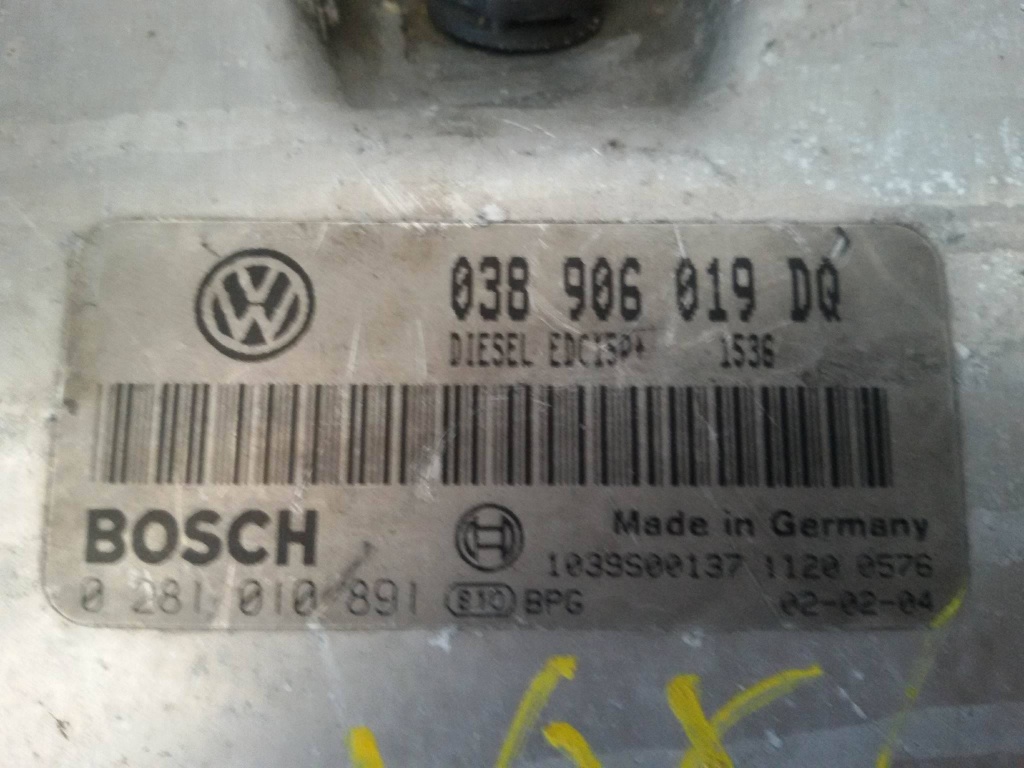 038 906 019 DQ
DIESEL EDC15P+ 1536
BOSCH
Made in Germany
1039S00137 1120 0576
0 281 010 891 810 BPG 02-02-04